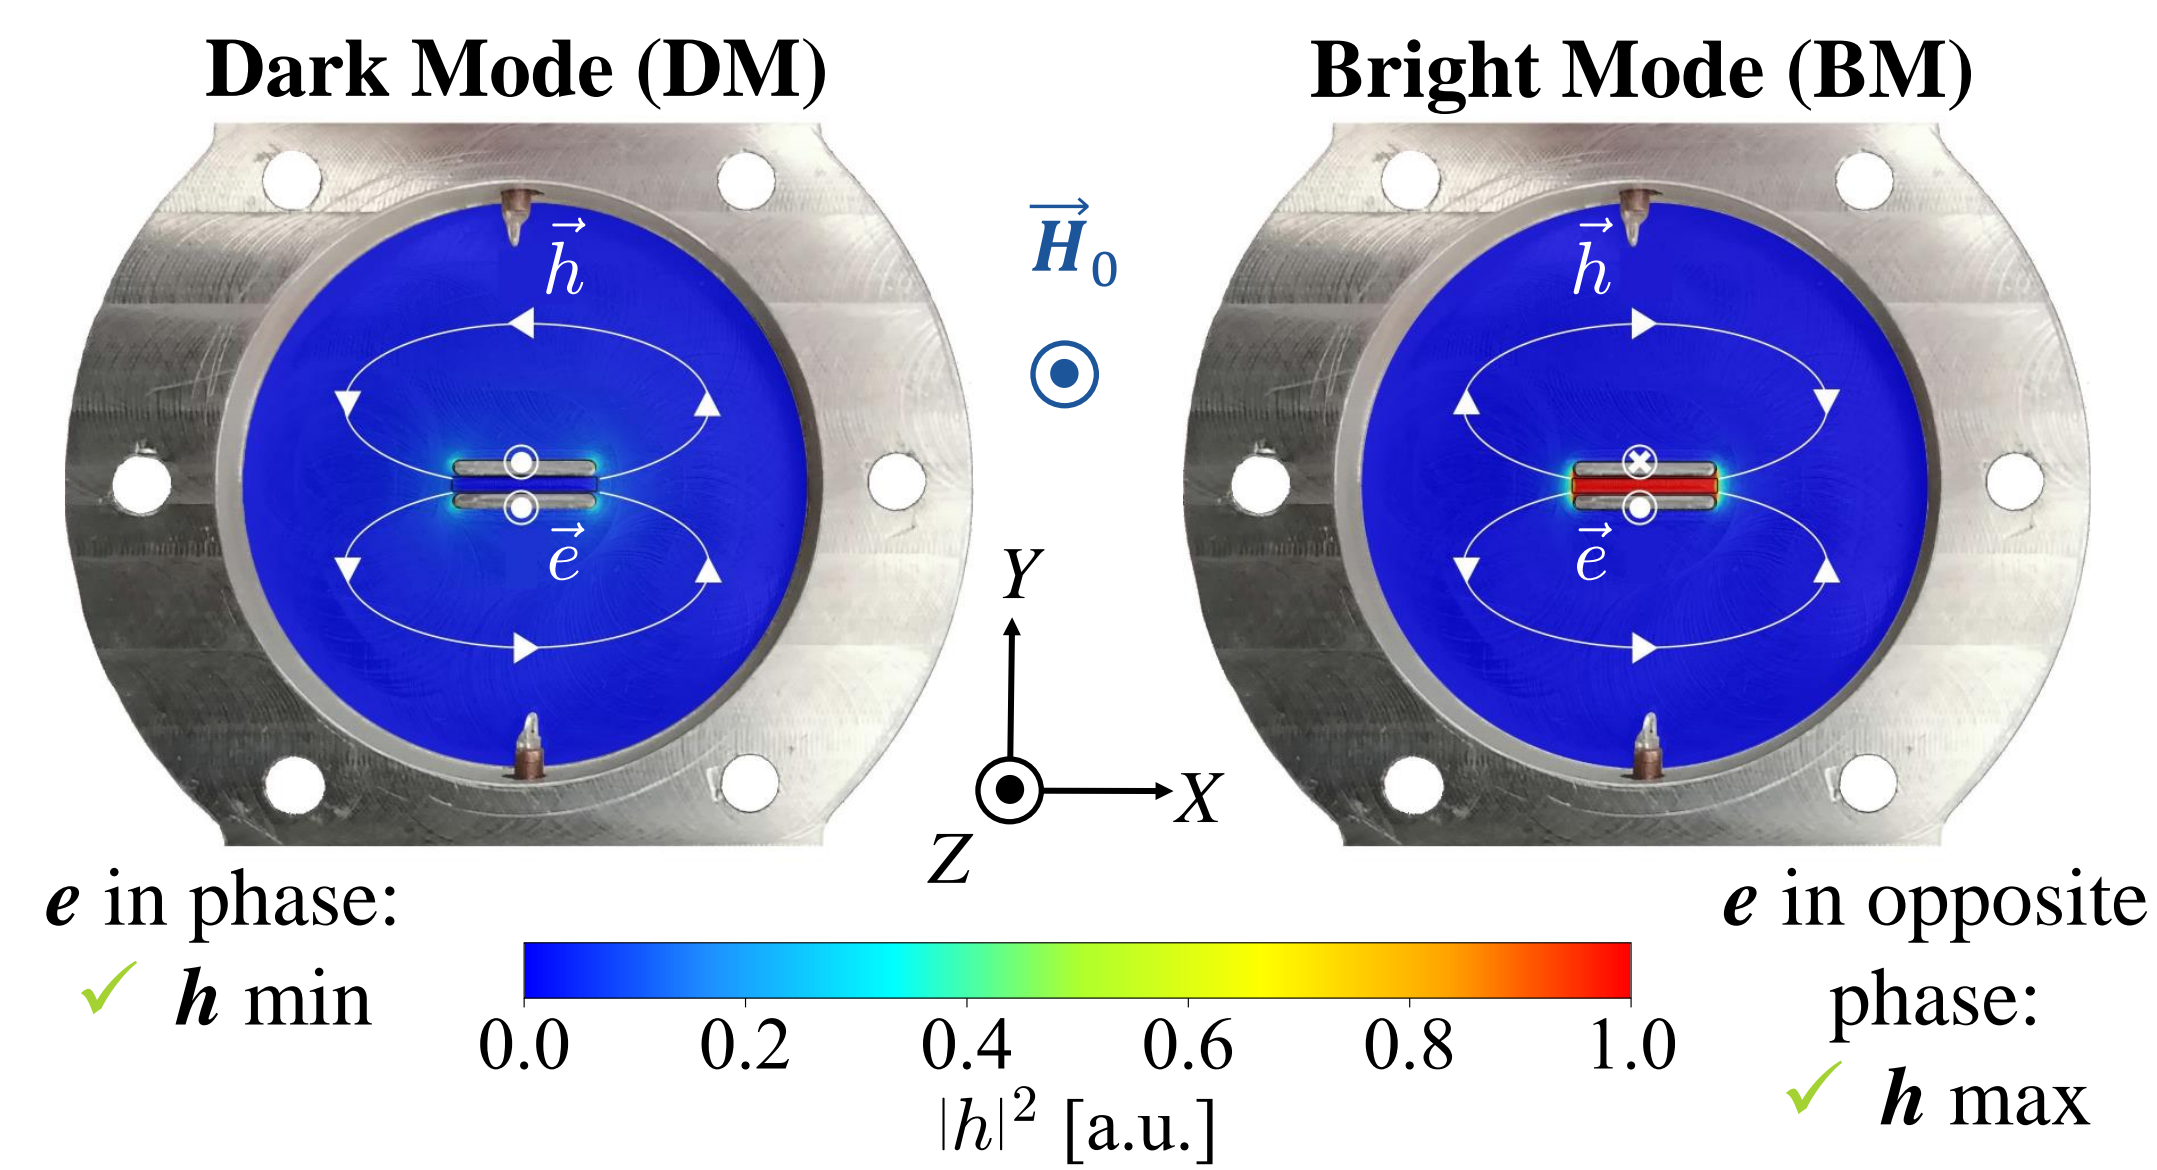 Dark Mode (DM)
Bright Mode (BM)
h
H0
h
e
e
Y
X
Z
e in phase:
✓ h min
e in opposite
phase:
✓ h max
0.0 0.2 0.4 0.6 0.8 1.0
|h|² [a.u.]